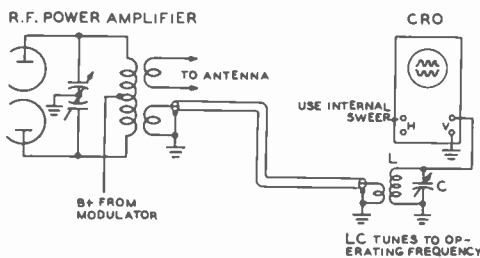 R.F. POWER AMPLIFIER
CRO
TO ANTENNA
USE INTERNAL
SWEEP
H
V
L
C
B+ FROM
MODULATOR
LC TUNES TO OP-
ERATING FREQUENCY